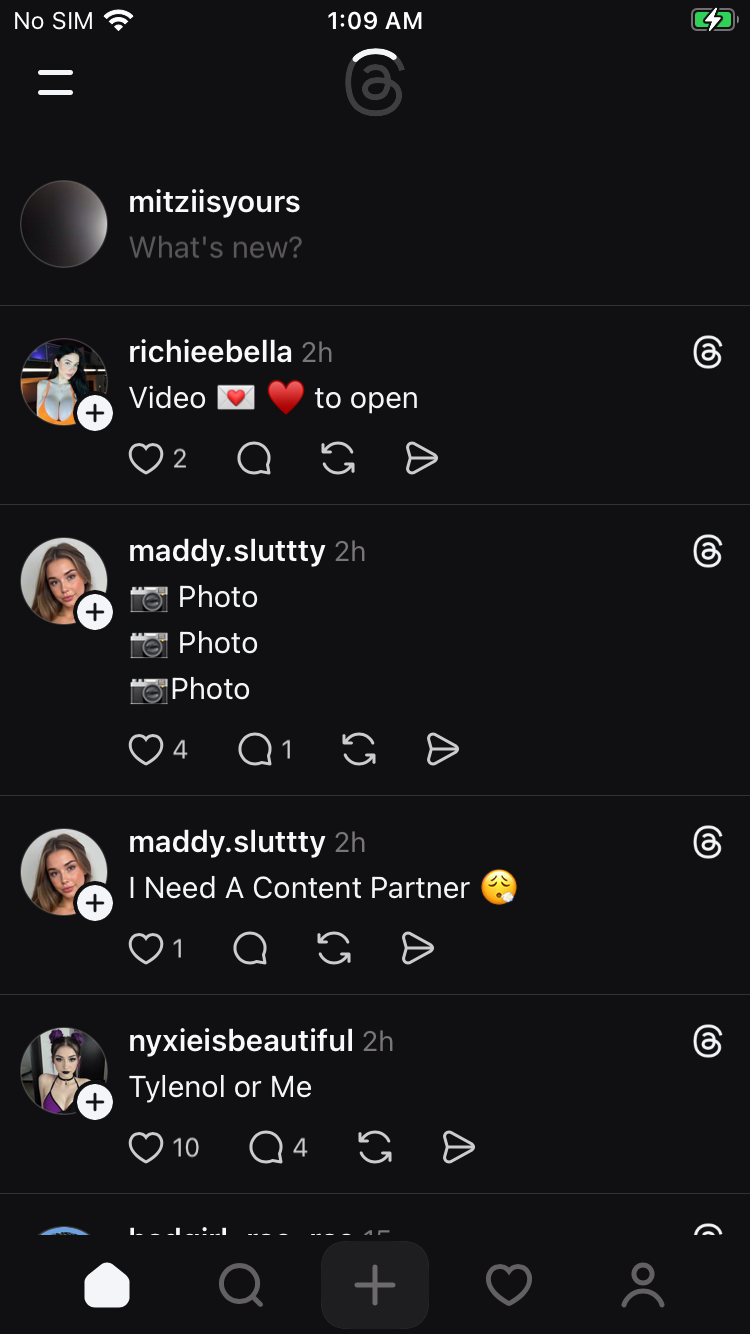 No SIM 1:09 AM
mitziisyours
What's new?
richieebella 2h
Video 💌 ♥️ to open
2
maddy.sluttty 2h
📷 Photo
📷 Photo
📷Photo
4 1
maddy.sluttty 2h
I Need A Content Partner 😮‍💨
1
nyxieisbeautiful 2h
Tylenol or Me
10 4